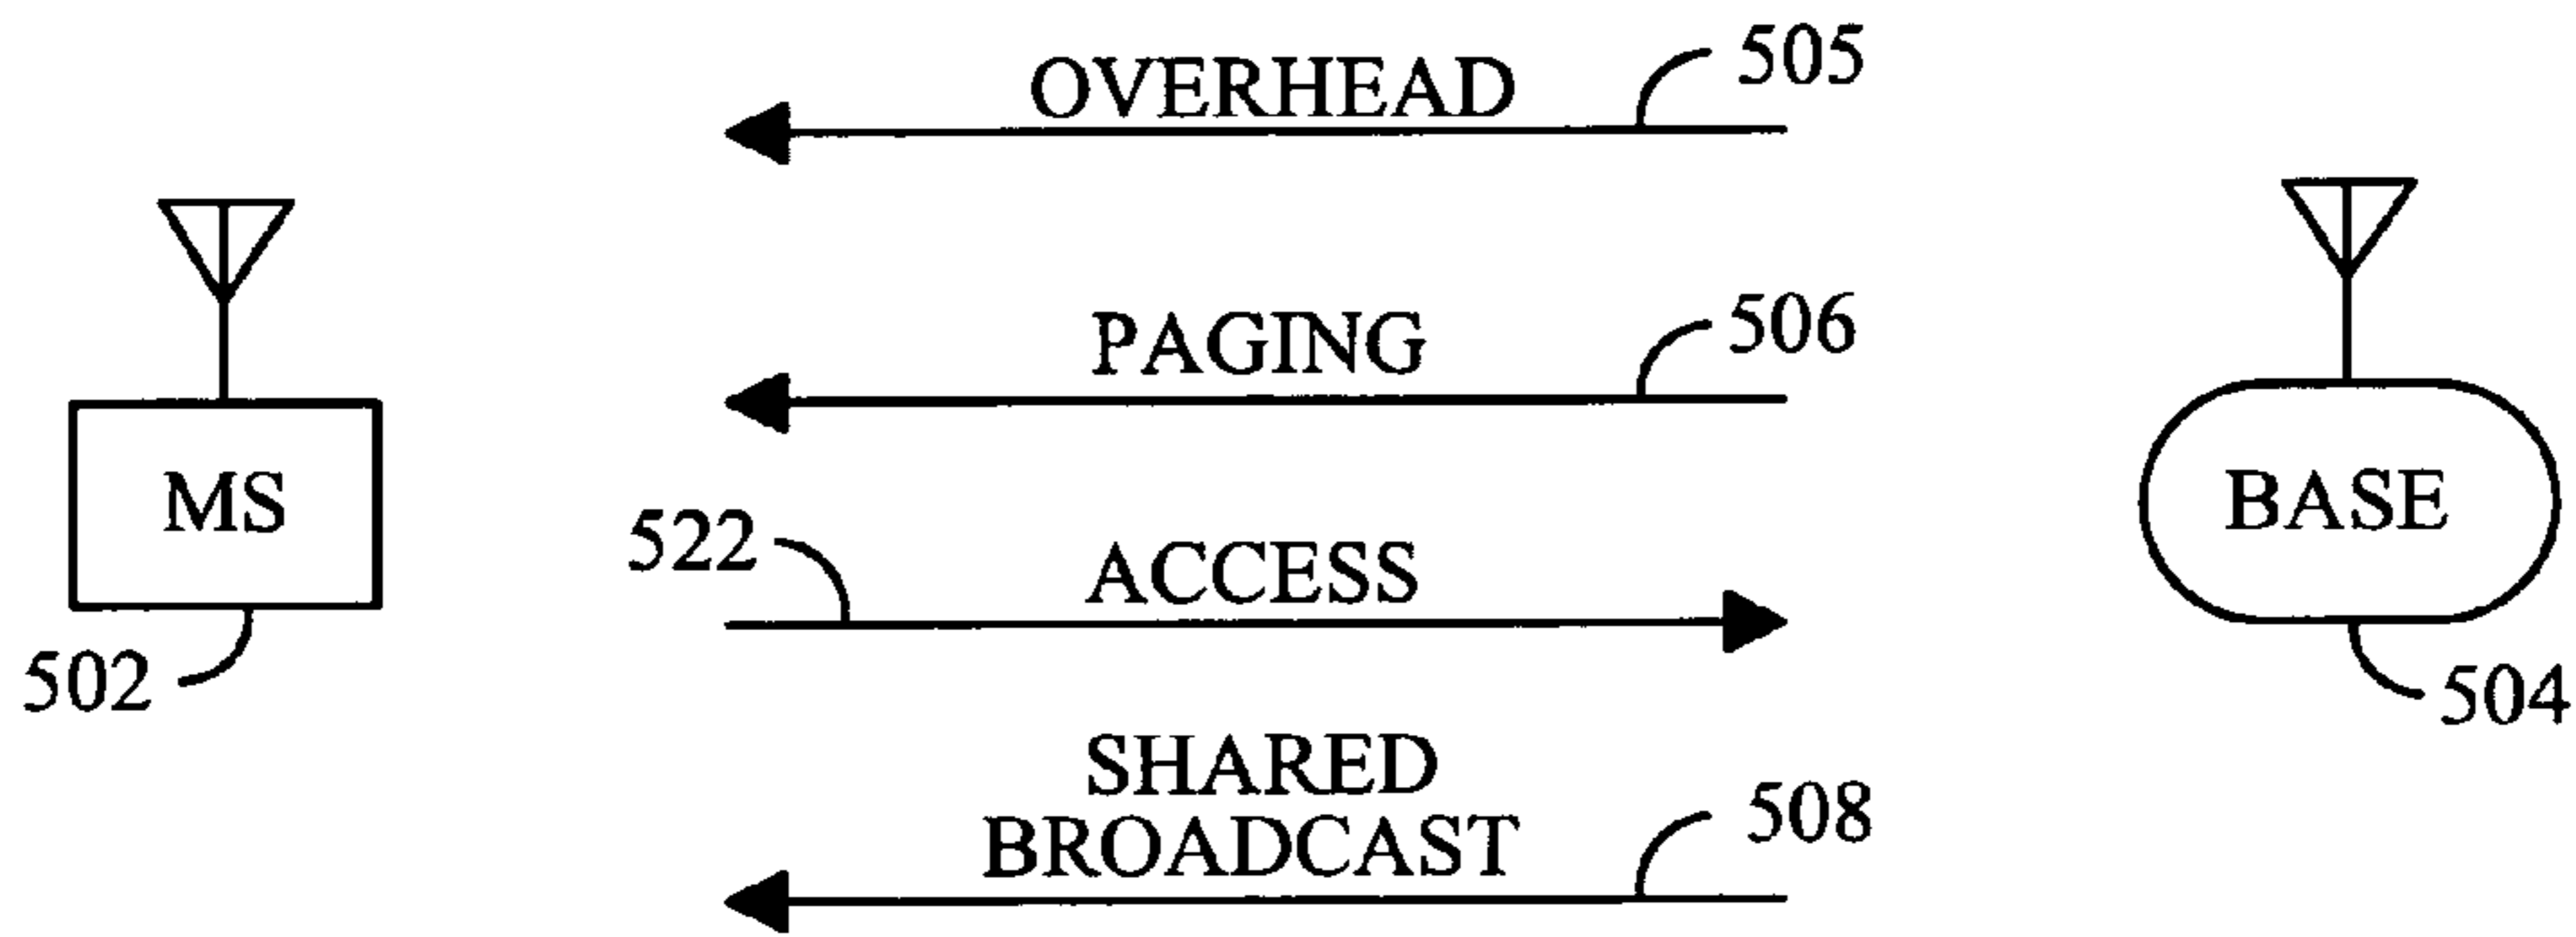 OVERHEAD
505
PAGING
506
MS
BASE
522
ACCESS
502
504
SHARED
BROADCAST
508